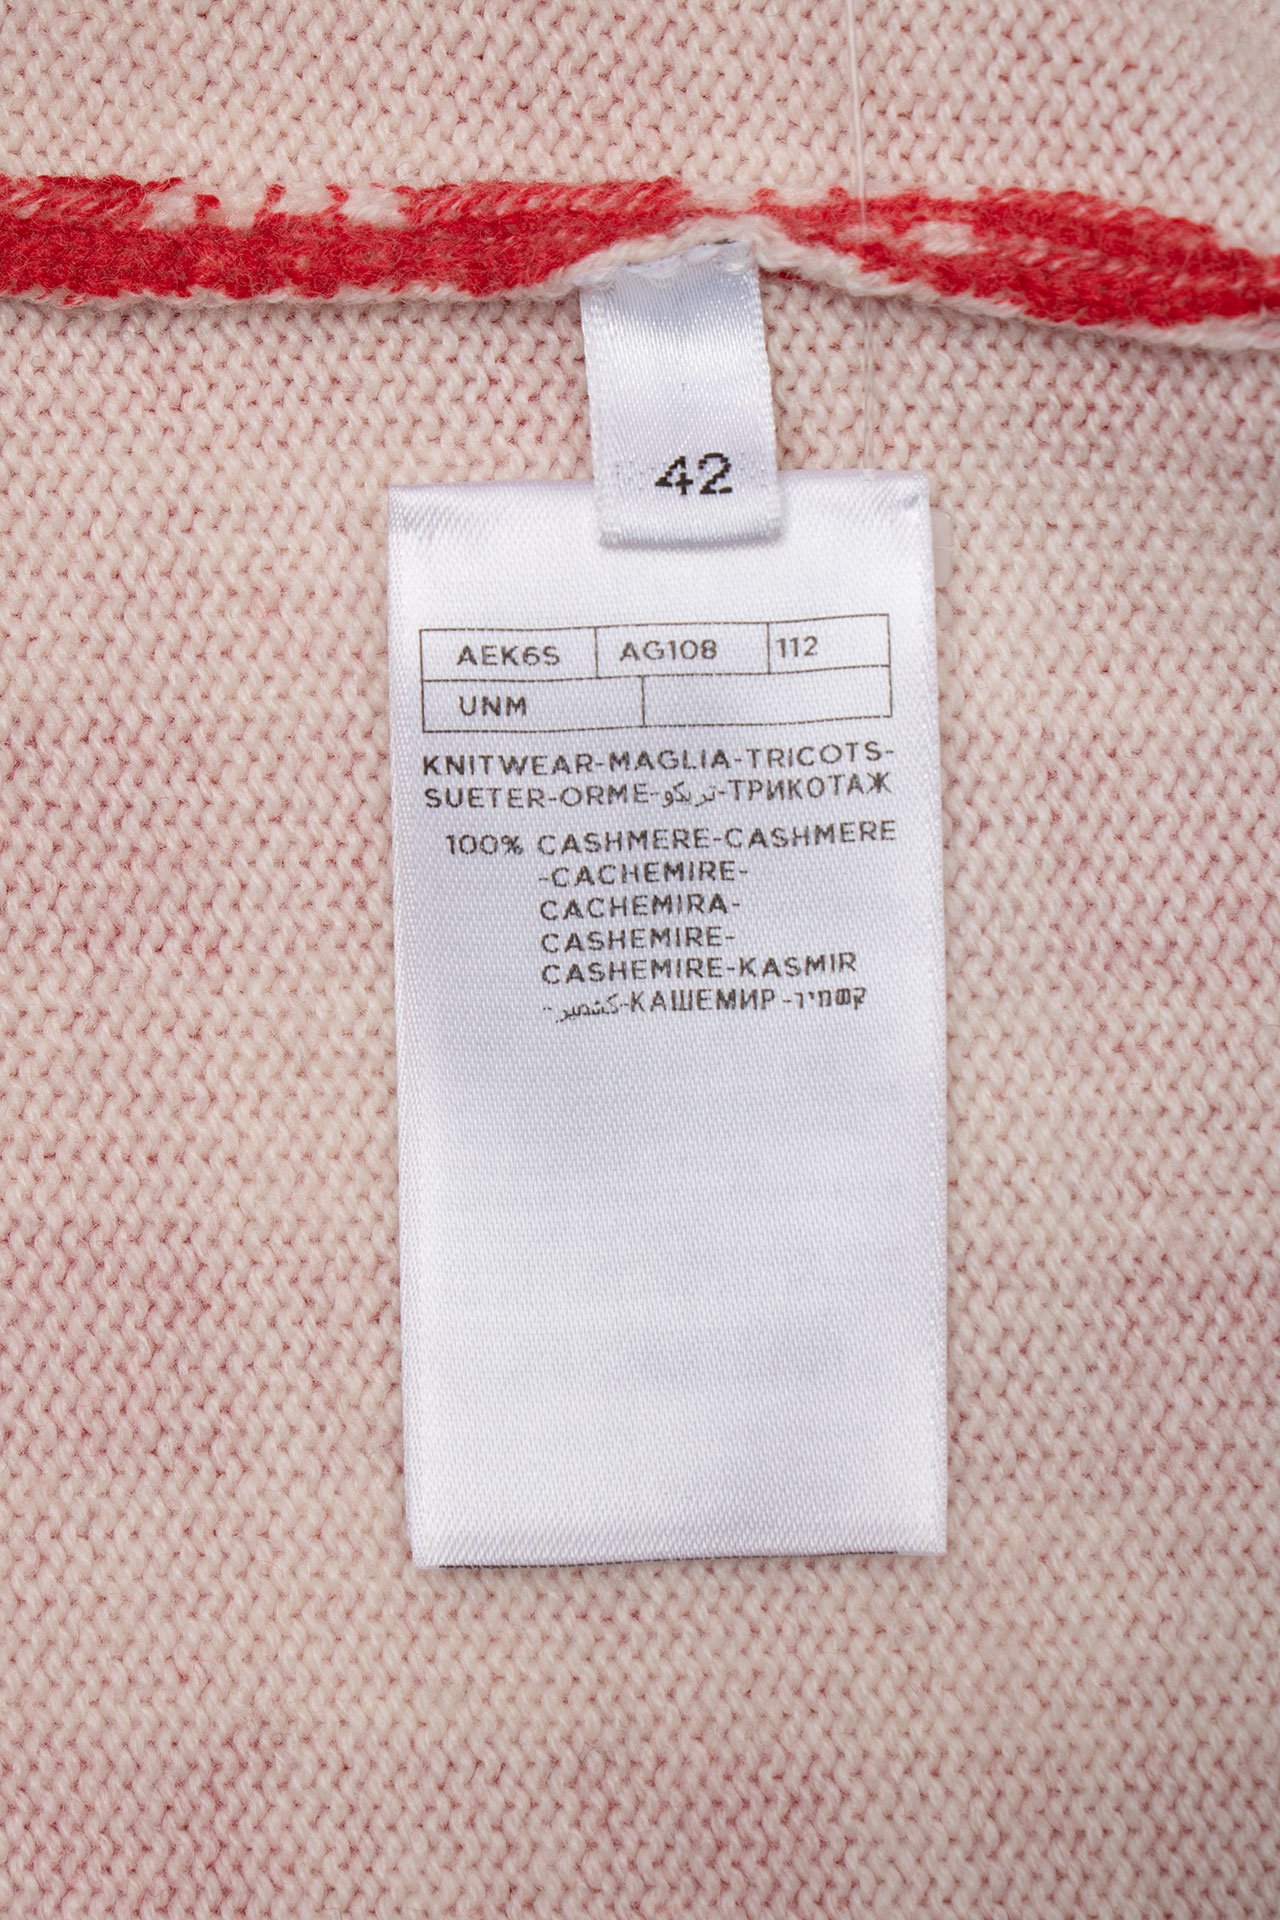 42
AEK6S AG108 112
UNM
KNITWEAR-MAGLIA-TRICOTS-
SUETER-ORME-تريكو-ТРИКОТАЖ
100% CASHMERE-CASHMERE
-CACHEMIRE-
CACHEMIRA-
CASHEMIRE-
CASHEMIRE-KASMIR
-كشمير-КАШЕМИР-קשמיר